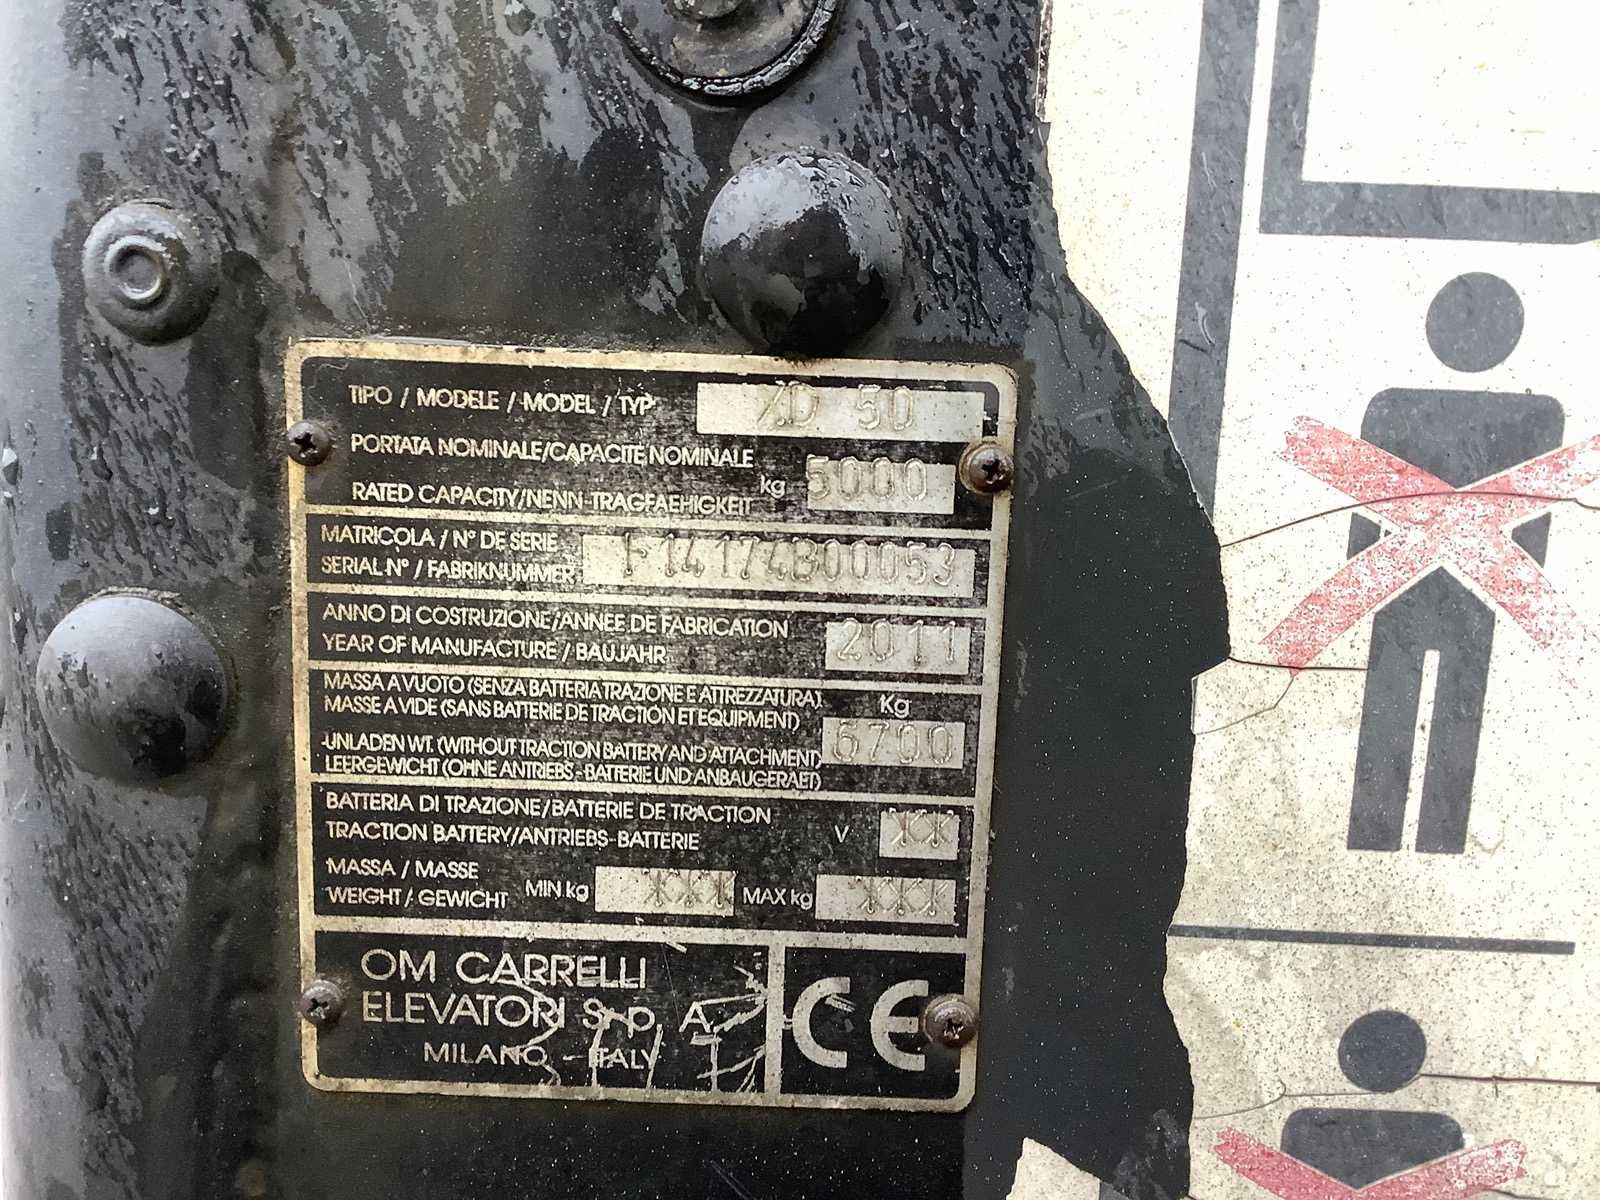 TIPO / MODELE / MODEL / TYP XD 50
PORTATA NOMINALE/CAPACITE NOMINALE
RATED CAPACITY/NENN-TRAGFAEHIGKEIT kg 5000
MATRICOLA / N° DE SERIE
SERIAL N° / FABRIKNUMMER F14174B00053
ANNO DI COSTRUZIONE/ANNEE DE FABRICATION
YEAR OF MANUFACTURE / BAUJAHR 2011
MASSA A VUOTO (SENZA BATTERIA TRAZIONE E ATTREZZATURA)
MASSE A VIDE (SANS BATTERIE DE TRACTION ET EQUIPMENT)
Kg
UNLADEN WT. (WITHOUT TRACTION BATTERY AND ATTACHMENT) 6700
LEERGEWICHT (OHNE ANTRIEBS-BATTERIE UND ANBAUGERAET)
BATTERIA DI TRAZIONE/BATTERIE DE TRACTION
TRACTION BATTERY/ANTRIEBS-BATTERIE V XX
MASSA / MASSE
WEIGHT / GEWICHT MIN kg XXX MAX kg XXX
OM CARRELLI
ELEVATORI S.p.A.
MILANO - ITALY
CE